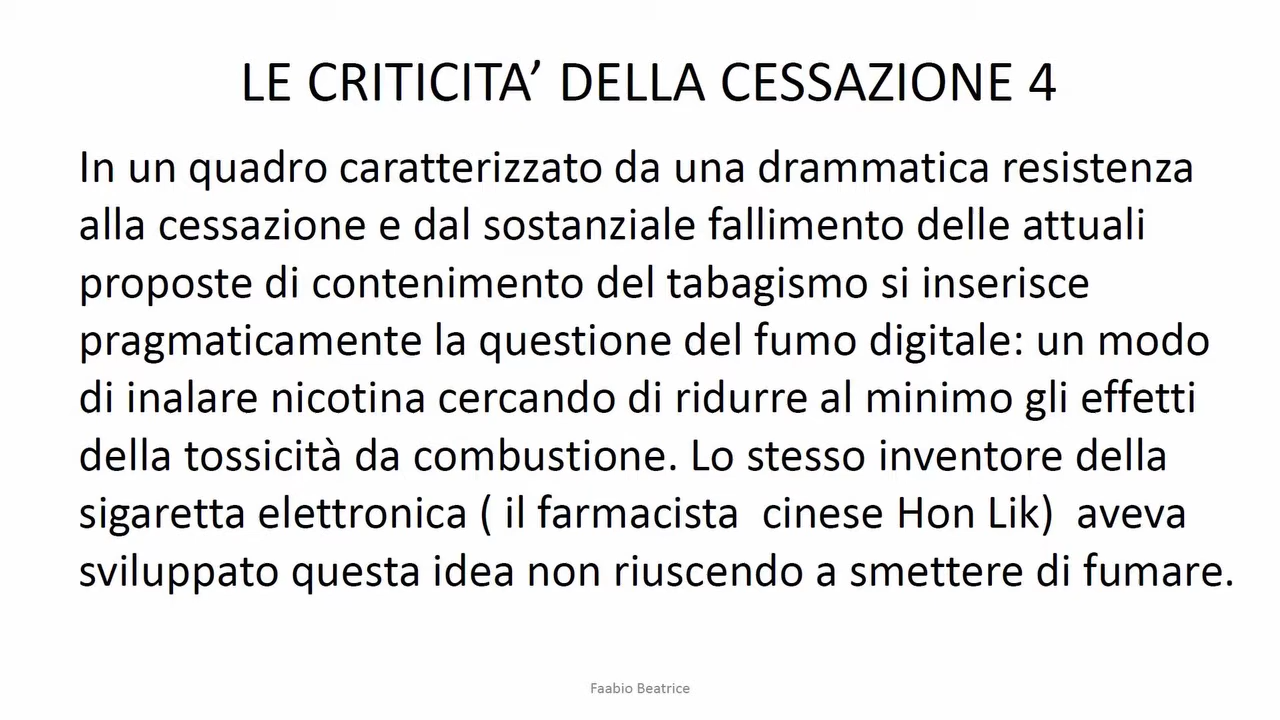 LE CRITICITA’ DELLA CESSAZIONE 4
In un quadro caratterizzato da una drammatica resistenza
alla cessazione e dal sostanziale fallimento delle attuali
proposte di contenimento del tabagismo si inserisce
pragmaticamente la questione del fumo digitale: un modo
di inalare nicotina cercando di ridurre al minimo gli effetti
della tossicità da combustione. Lo stesso inventore della
sigaretta elettronica ( il farmacista  cinese Hon Lik)  aveva
sviluppato questa idea non riuscendo a smettere di fumare.
Faabio Beatrice